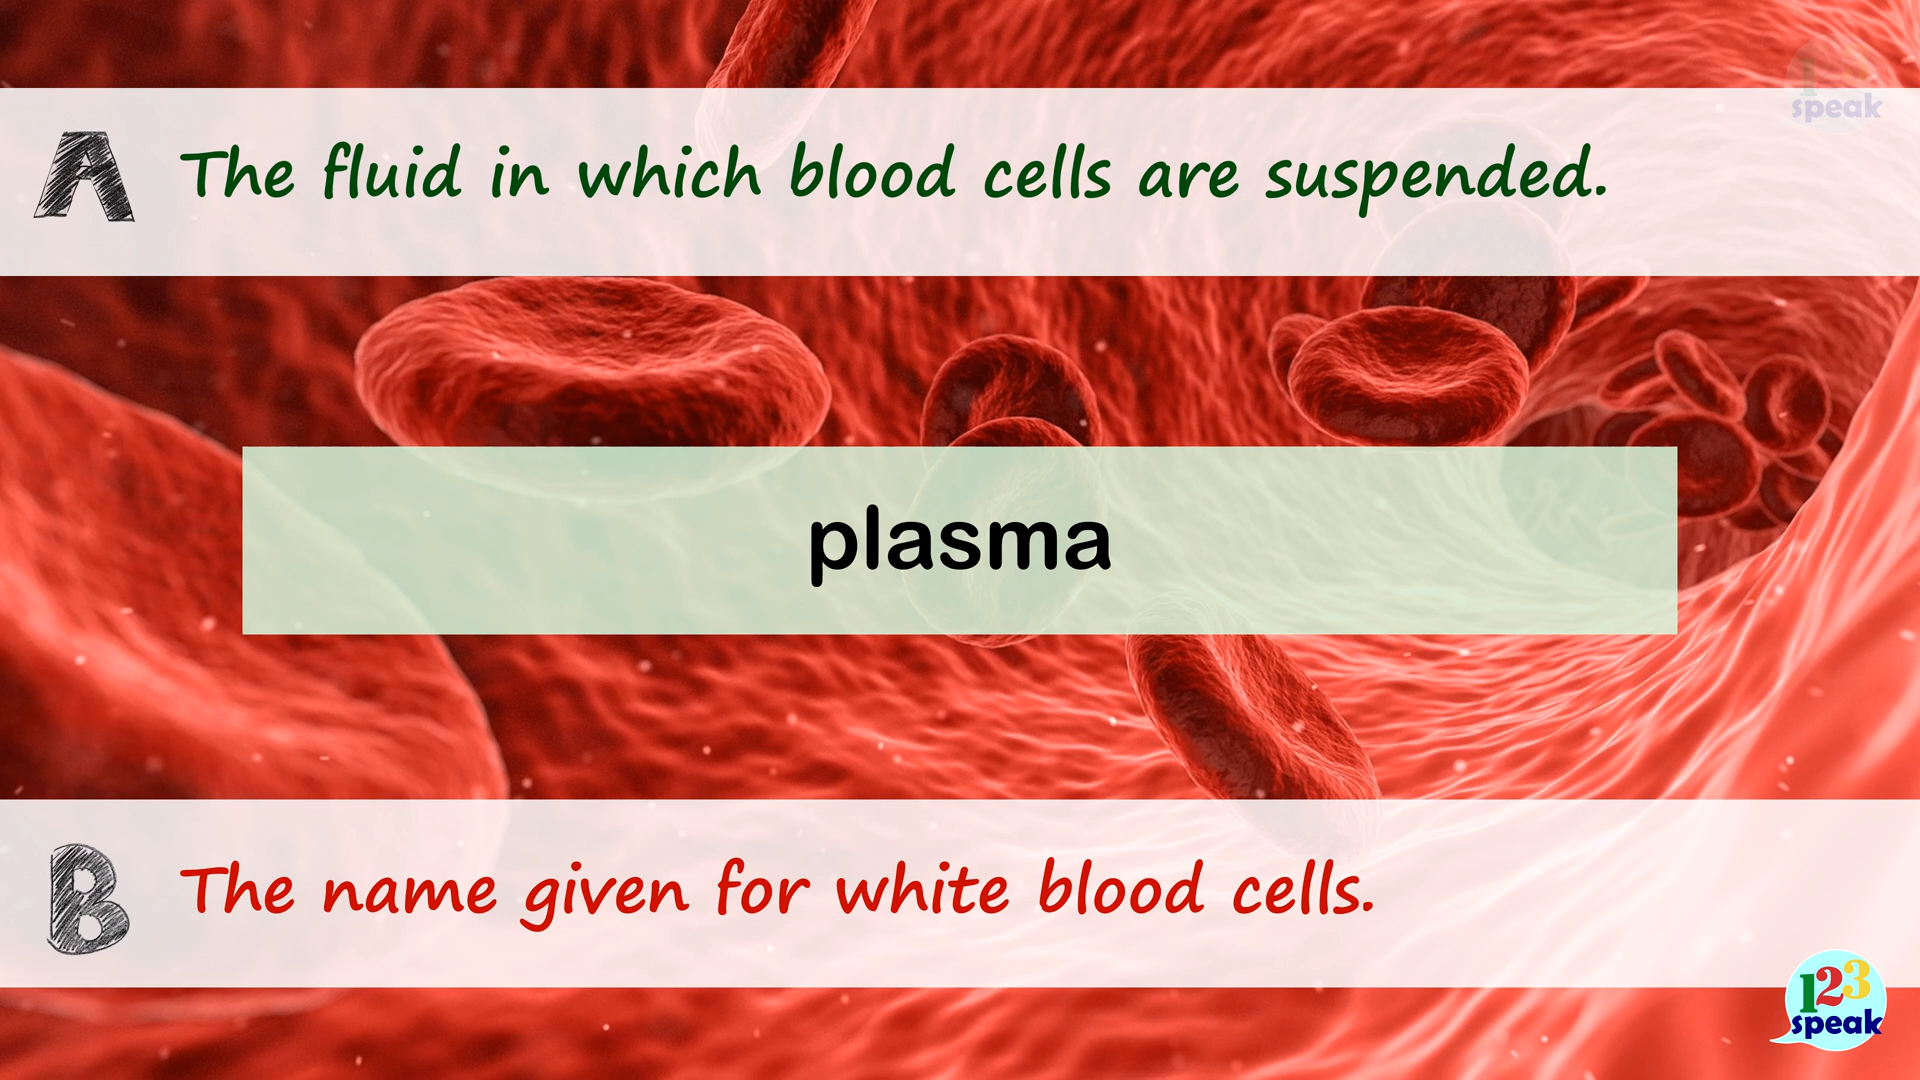 speak
A The fluid in which blood cells are suspended.
plasma
B The name given for white blood cells.
123
speak